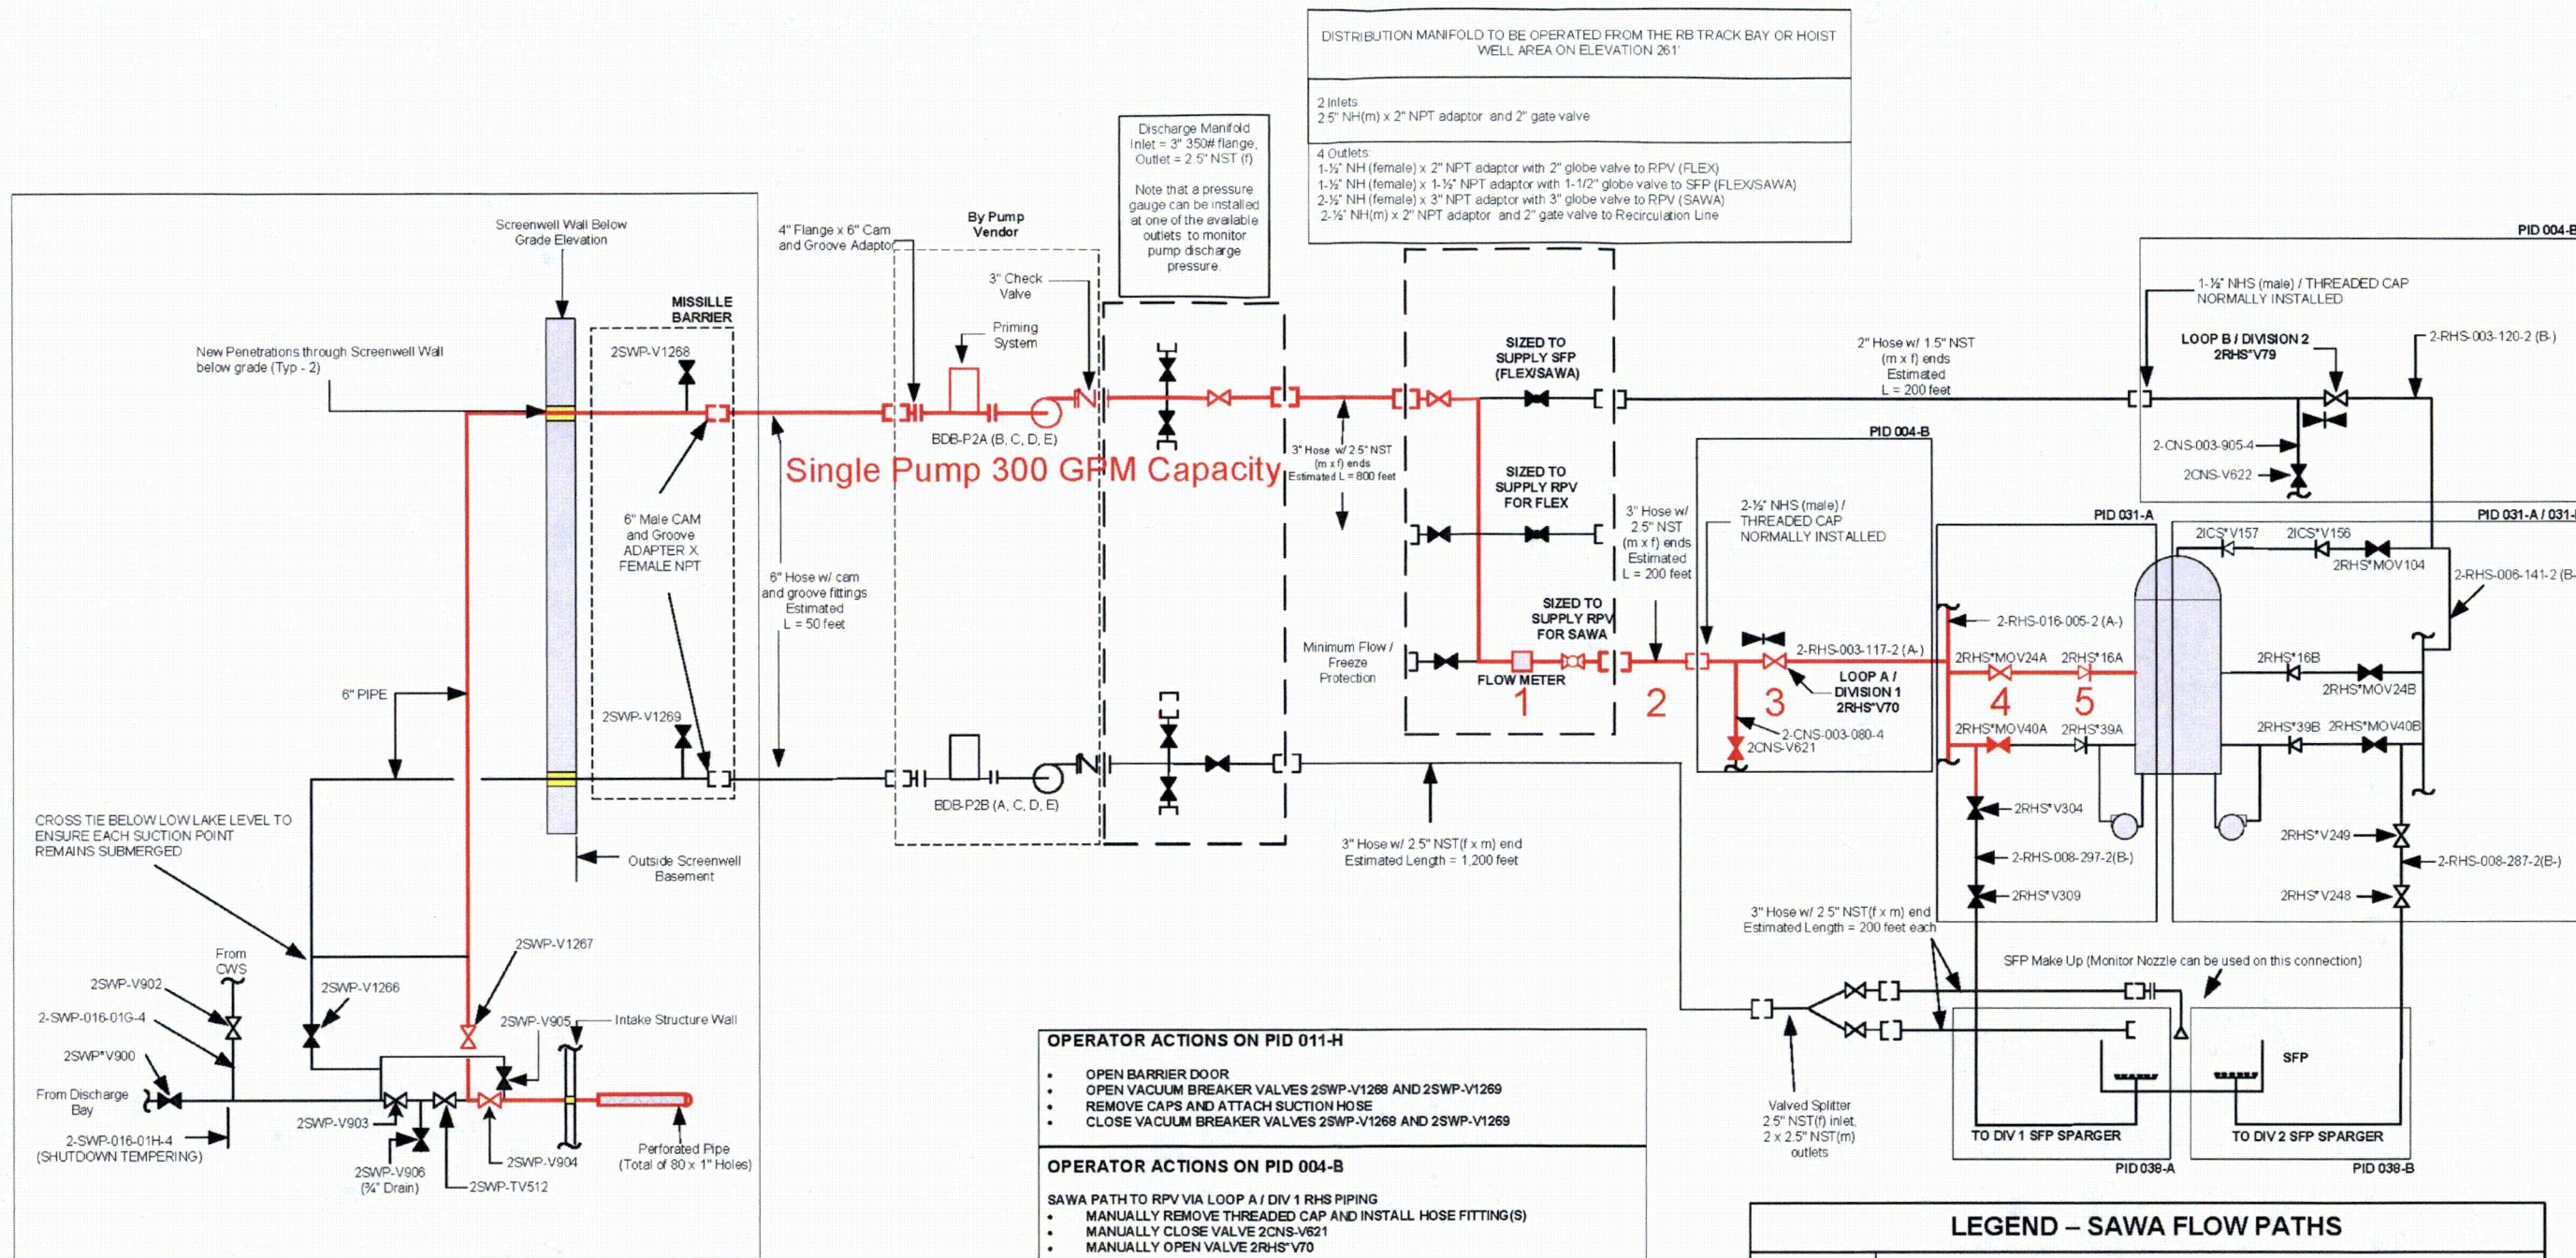 DISTRIBUTION MANIFOLD TO BE OPERATED FROM THE RB TRACK BAY OR HOIST
WELL AREA ON ELEVATION 261'
2 Inlets
2.5" NH(m) x 2" NPT adaptor and 2" gate valve
4 Outlets:
1-½" NH (female) x 2" NPT adaptor with 2" globe valve to RPV (FLEX)
1-½" NH (female) x 1-½" NPT adaptor with 1-1/2" globe valve to SFP (FLEX/SAWA)
2-½" NH (female) x 3" NPT adaptor with 3" globe valve to RPV (SAWA)
2-½" NH(m) x 2" NPT adaptor and 2" gate valve to Recirculation Line
Discharge Manifold
Inlet = 3" 350# flange,
Outlet = 2.5" NST (f)
Note that a pressure
gauge can be installed
at one of the available
outlets to monitor
pump discharge
pressure.
Screenwell Wall Below
Grade Elevation
4" Flange x 6" Cam
and Groove Adaptor
By Pump
Vendor
3" Check
Valve
Priming
System
MISSILLE
BARRIER
New Penetrations through Screenwell Wall
below grade (Typ - 2)
2SWP-V1268
BDB-P2A (B, C, D, E)
Single Pump 300 GPM Capacity
3" Hose w/ 2.5" NST
(m x f) ends
Estimated L = 800 feet
SIZED TO
SUPPLY SFP
(FLEX/SAWA)
2" Hose w/ 1.5" NST
(m x f) ends
Estimated
L = 200 feet
PID 004-B
1-½" NHS (male) / THREADED CAP
NORMALLY INSTALLED
LOOP B / DIVISION 2
2RHS*V79
2-RHS-003-120-2 (B-)
2-CNS-003-905-4
2CNS-V622
SIZED TO
SUPPLY RPV
FOR FLEX
PID 004-B
3" Hose w/
2.5" NST
(m x f) ends
Estimated
L = 200 feet
2-½" NHS (male) /
THREADED CAP
NORMALLY INSTALLED
PID 031-A
PID 031-A / 031-
2ICS*V157
2ICS*V156
2RHS*MOV104
2-RHS-006-141-2 (B-
6" Male CAM
and Groove
ADAPTER X
FEMALE NPT
6" Hose w/ cam
and groove fittings
Estimated
L = 50 feet
SIZED TO
SUPPLY RPV
FOR SAWA
Minimum Flow /
Freeze
Protection
FLOW METER
2-RHS-003-117-2 (A-)
2-RHS-016-005-2 (A-)
2RHS*MOV24A
2RHS*16A
2RHS*16B
2RHS*MOV24B
LOOP A /
DIVISION 1
2RHS*V70
1
2
3
4
5
6" PIPE
2SWP-V1269
2-CNS-003-080-4
2CNS-V621
2RHS*MOV40A
2RHS*39A
2RHS*39B
2RHS*MOV40B
BDB-P2B (A, C, D, E)
2RHS*V304
2RHS*V249
CROSS TIE BELOW LOW LAKE LEVEL TO
ENSURE EACH SUCTION POINT
REMAINS SUBMERGED
Outside Screenwell
Basement
3" Hose w/ 2.5" NST(f x m) end
Estimated Length = 1,200 feet
2-RHS-008-297-2(B-)
2-RHS-008-287-2(B-)
2RHS*V309
2RHS*V248
3" Hose w/ 2.5" NST(f x m) end
Estimated Length = 200 feet each
SFP Make Up (Monitor Nozzle can be used on this connection)
From
CWS
2SWP-V902
2-SWP-016-01G-4
2SWP*V900
2SWP-V1267
2SWP-V1266
2SWP-V905
Intake Structure Wall
From Discharge
Bay
2-SWP-016-01H-4
(SHUTDOWN TEMPERING)
2SWP-V903
2SWP-V906
(¾" Drain)
2SWP-TV512
2SWP-V904
Perforated Pipe
(Total of 80 x 1" Holes)
Valved Splitter
2.5" NST(f) inlet,
2 x 2.5" NST(m)
outlets
SFP
TO DIV 1 SFP SPARGER
TO DIV 2 SFP SPARGER
PID 038-A
PID 038-B
OPERATOR ACTIONS ON PID 011-H
• OPEN BARRIER DOOR
• OPEN VACUUM BREAKER VALVES 2SWP-V1268 AND 2SWP-V1269
• REMOVE CAPS AND ATTACH SUCTION HOSE
• CLOSE VACUUM BREAKER VALVES 2SWP-V1268 AND 2SWP-V1269
OPERATOR ACTIONS ON PID 004-B
SAWA PATH TO RPV VIA LOOP A / DIV 1 RHS PIPING
• MANUALLY REMOVE THREADED CAP AND INSTALL HOSE FITTING(S)
• MANUALLY CLOSE VALVE 2CNS-V621
• MANUALLY OPEN VALVE 2RHS*V70
LEGEND – SAWA FLOW PATHS